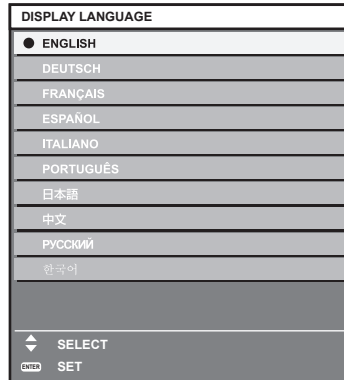 DISPLAY LANGUAGE
ENGLISH
DEUTSCH
FRANÇAIS
ESPAÑOL
ITALIANO
PORTUGUÊS
日本語
中文
РУССКИЙ
한국어
SELECT
ENTER SET